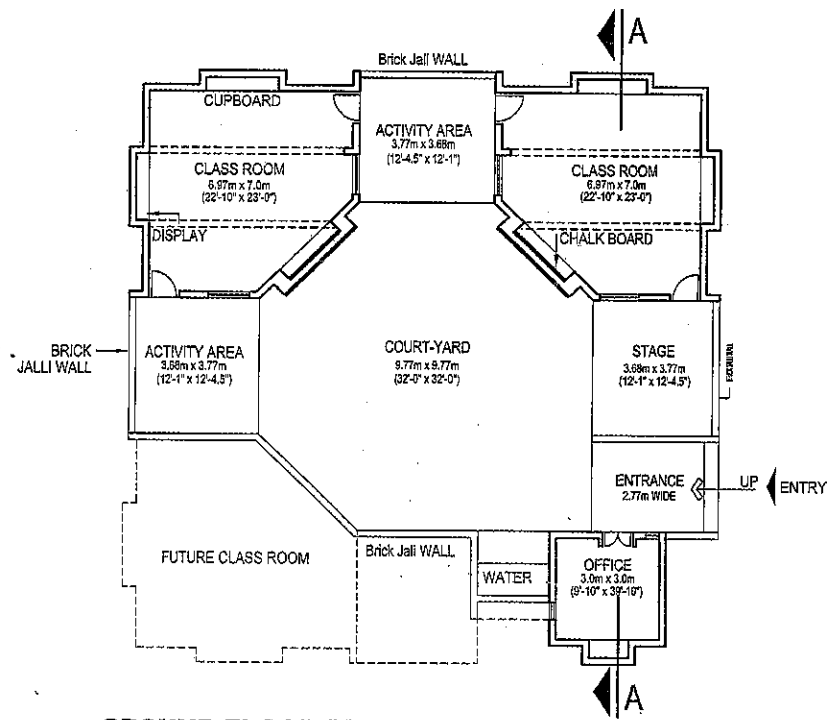 A
Brick Jali WALL
CUPBOARD
ACTIVITY AREA
3.77m x 3.68m
(12'-4.5" x 12'-1")
CLASS ROOM
6.97m x 7.0m
(22'-10" x 23'-0")
CLASS ROOM
6.97m x 7.0m
(22'-10" x 23'-0")
DISPLAY
CHALK BOARD
BRICK
JALLI WALL
ACTIVITY AREA
3.68m x 3.77m
(12'-1" x 12'-4.5")
COURT-YARD
9.77m x 9.77m
(32'-0" x 32'-0")
STAGE
3.68m x 3.77m
(12'-1" x 12'-4.5")
ENTRANCE
2.77m WIDE
UP
ENTRY
FUTURE CLASS ROOM
Brick Jali WALL
WATER
OFFICE
3.0m x 3.0m
(9'-10" x 39'-10")
A